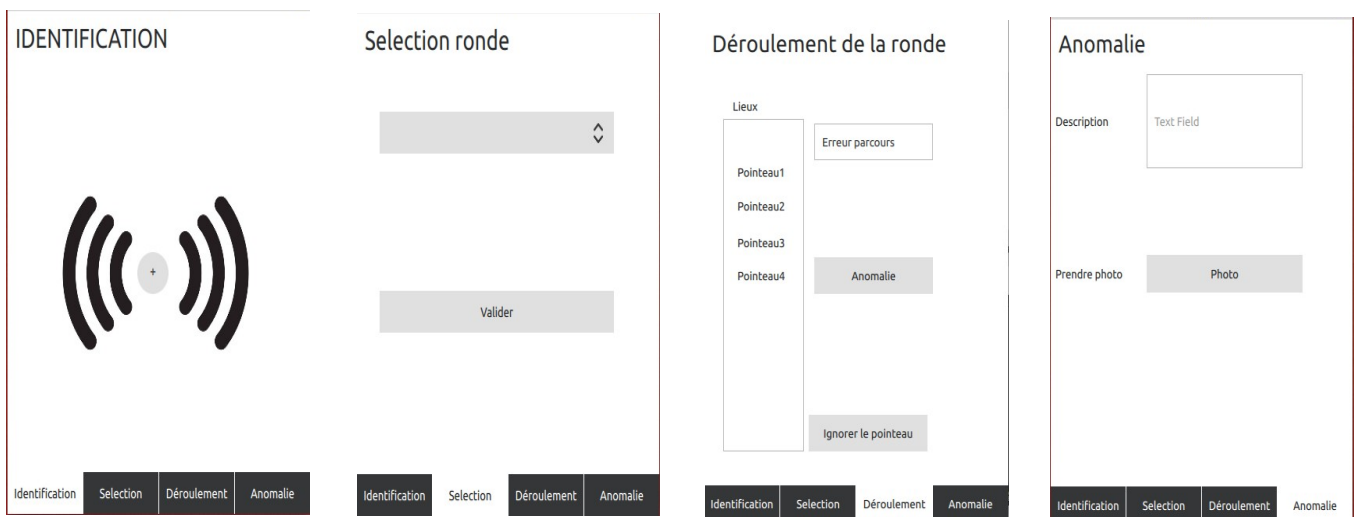 IDENTIFICATION
+
Identification Selection Déroulement Anomalie
Selection ronde
Valider
Identification Selection Déroulement Anomalie
Déroulement de la ronde
Lieux
Erreur parcours
Pointeau1
Pointeau2
Pointeau3
Pointeau4 Anomalie
Ignorer le pointeau
Identification Selection Déroulement Anomalie
Anomalie
Description Text Field
Prendre photo Photo
Identification Selection Déroulement Anomalie